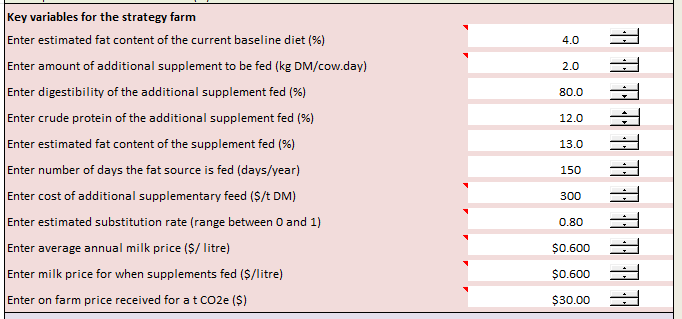 Key variables for the strategy farm
Enter estimated fat content of the current baseline diet (%) 4.0
Enter amount of additional supplement to be fed (kg DM/cow.day) 2.0
Enter digestibility of the additional supplement fed (%) 80.0
Enter crude protein of the additional supplement fed (%) 12.0
Enter estimated fat content of the supplement fed (%) 13.0
Enter number of days the fat source is fed (days/year) 150
Enter cost of additional supplementary feed ($/t DM) 300
Enter estimated substitution rate (range between 0 and 1) 0.80
Enter average annual milk price ($/ litre) $0.600
Enter milk price for when supplements fed ($/litre) $0.600
Enter on farm price received for a t CO2e ($) $30.00